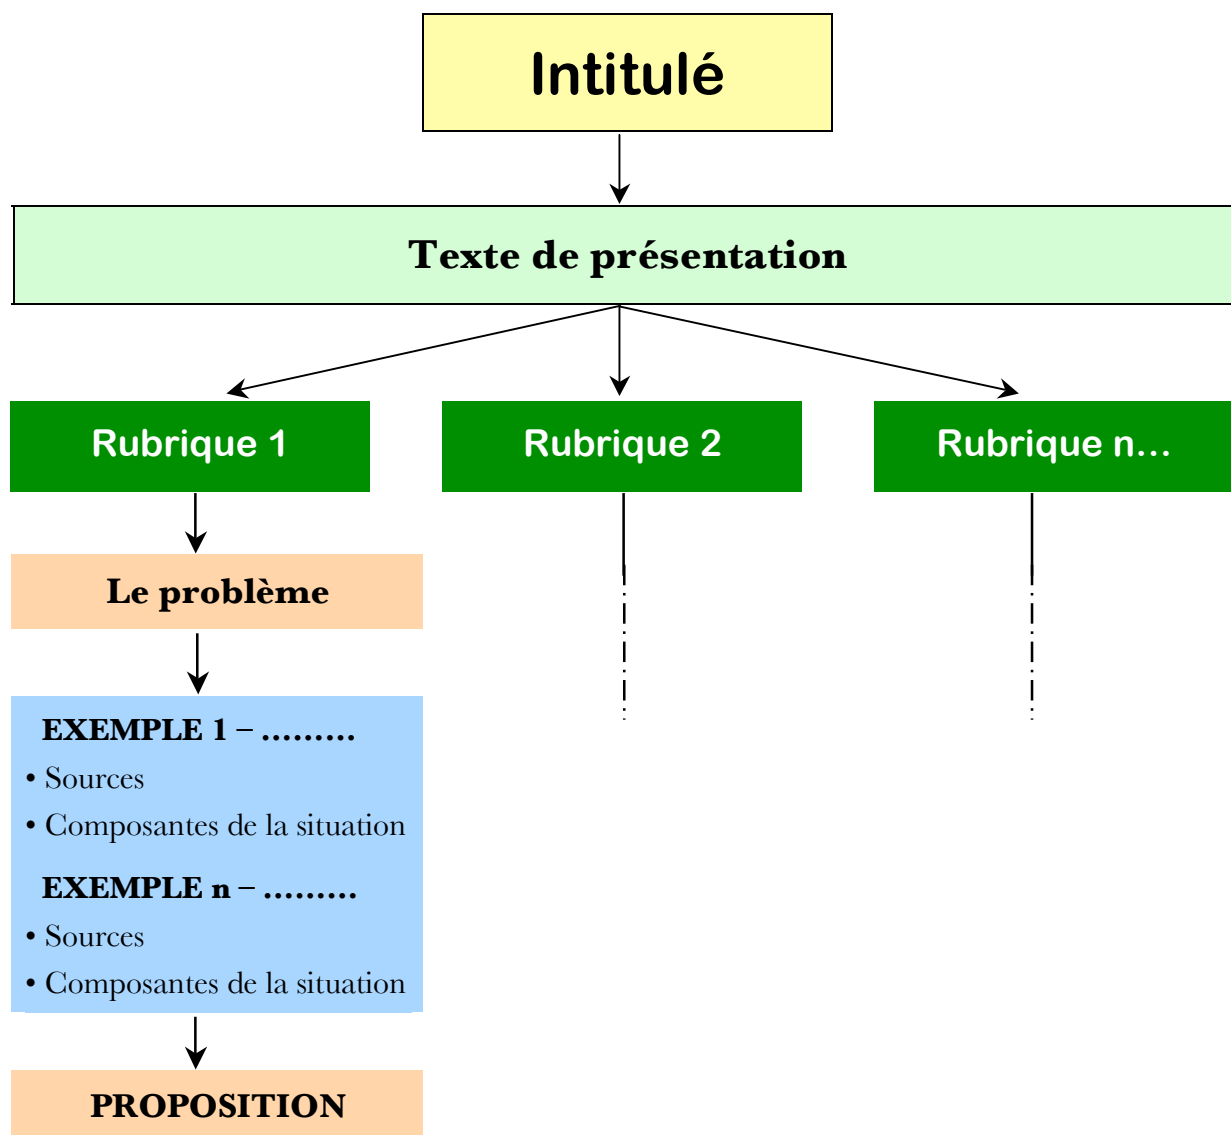 Intitulé
Texte de présentation
Rubrique 1
Rubrique 2
Rubrique n...
Le problème
EXEMPLE 1 – .........
• Sources
• Composantes de la situation
EXEMPLE n – .........
• Sources
• Composantes de la situation
PROPOSITION